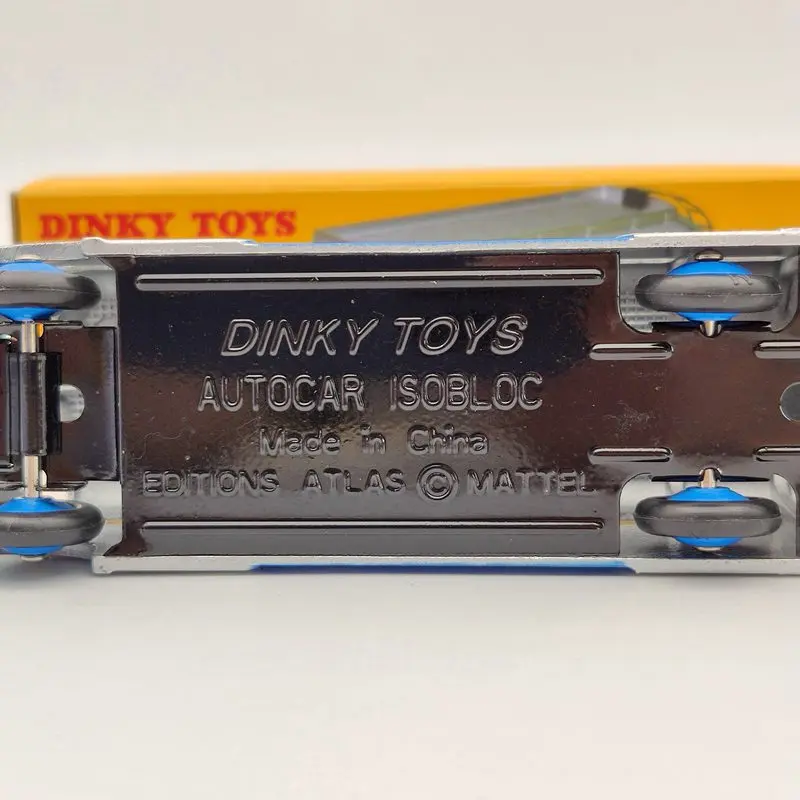 DINKY TOYS
DINKY TOYS
AUTOCAR ISOBLOC
Made in China
EDITIONS ATLAS © MATTEL